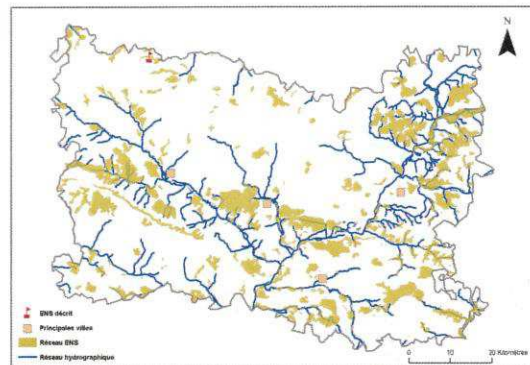 N
ENS décrit
Principales villes
Réseau ENS
Réseau hydrographique
0 10 20 Kilomètres